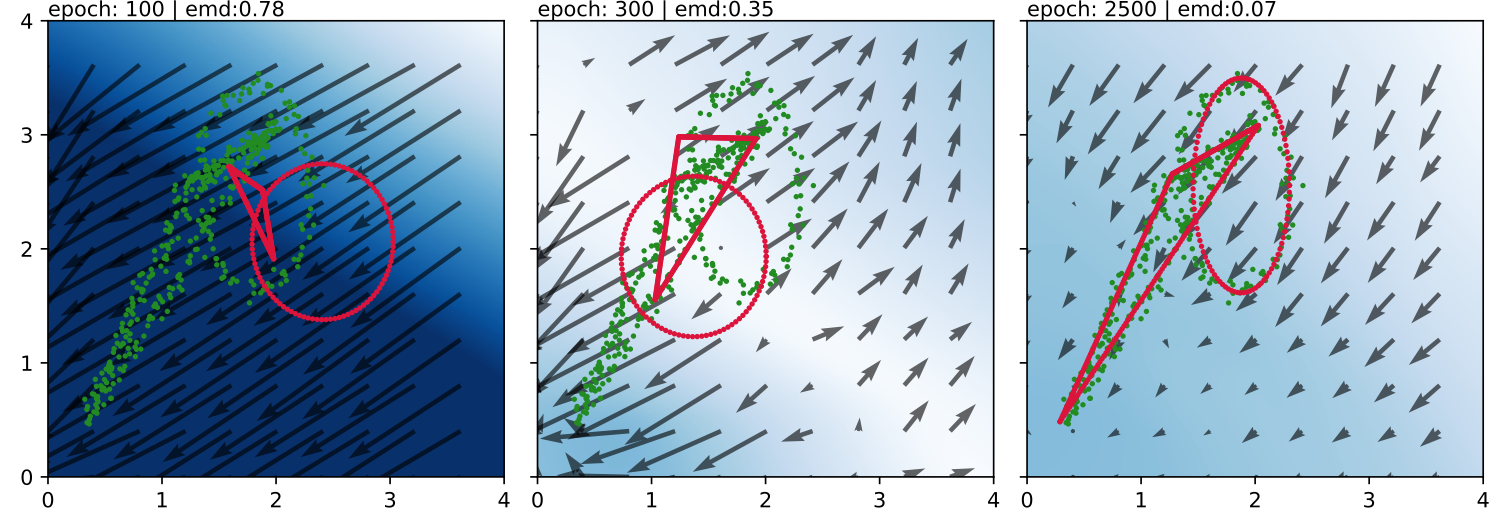 epoch: 100 | emd:0.78
epoch: 300 | emd:0.35
epoch: 2500 | emd:0.07
4
3
2
1
0
0 1 2 3 4
0 1 2 3 4
0 1 2 3 4